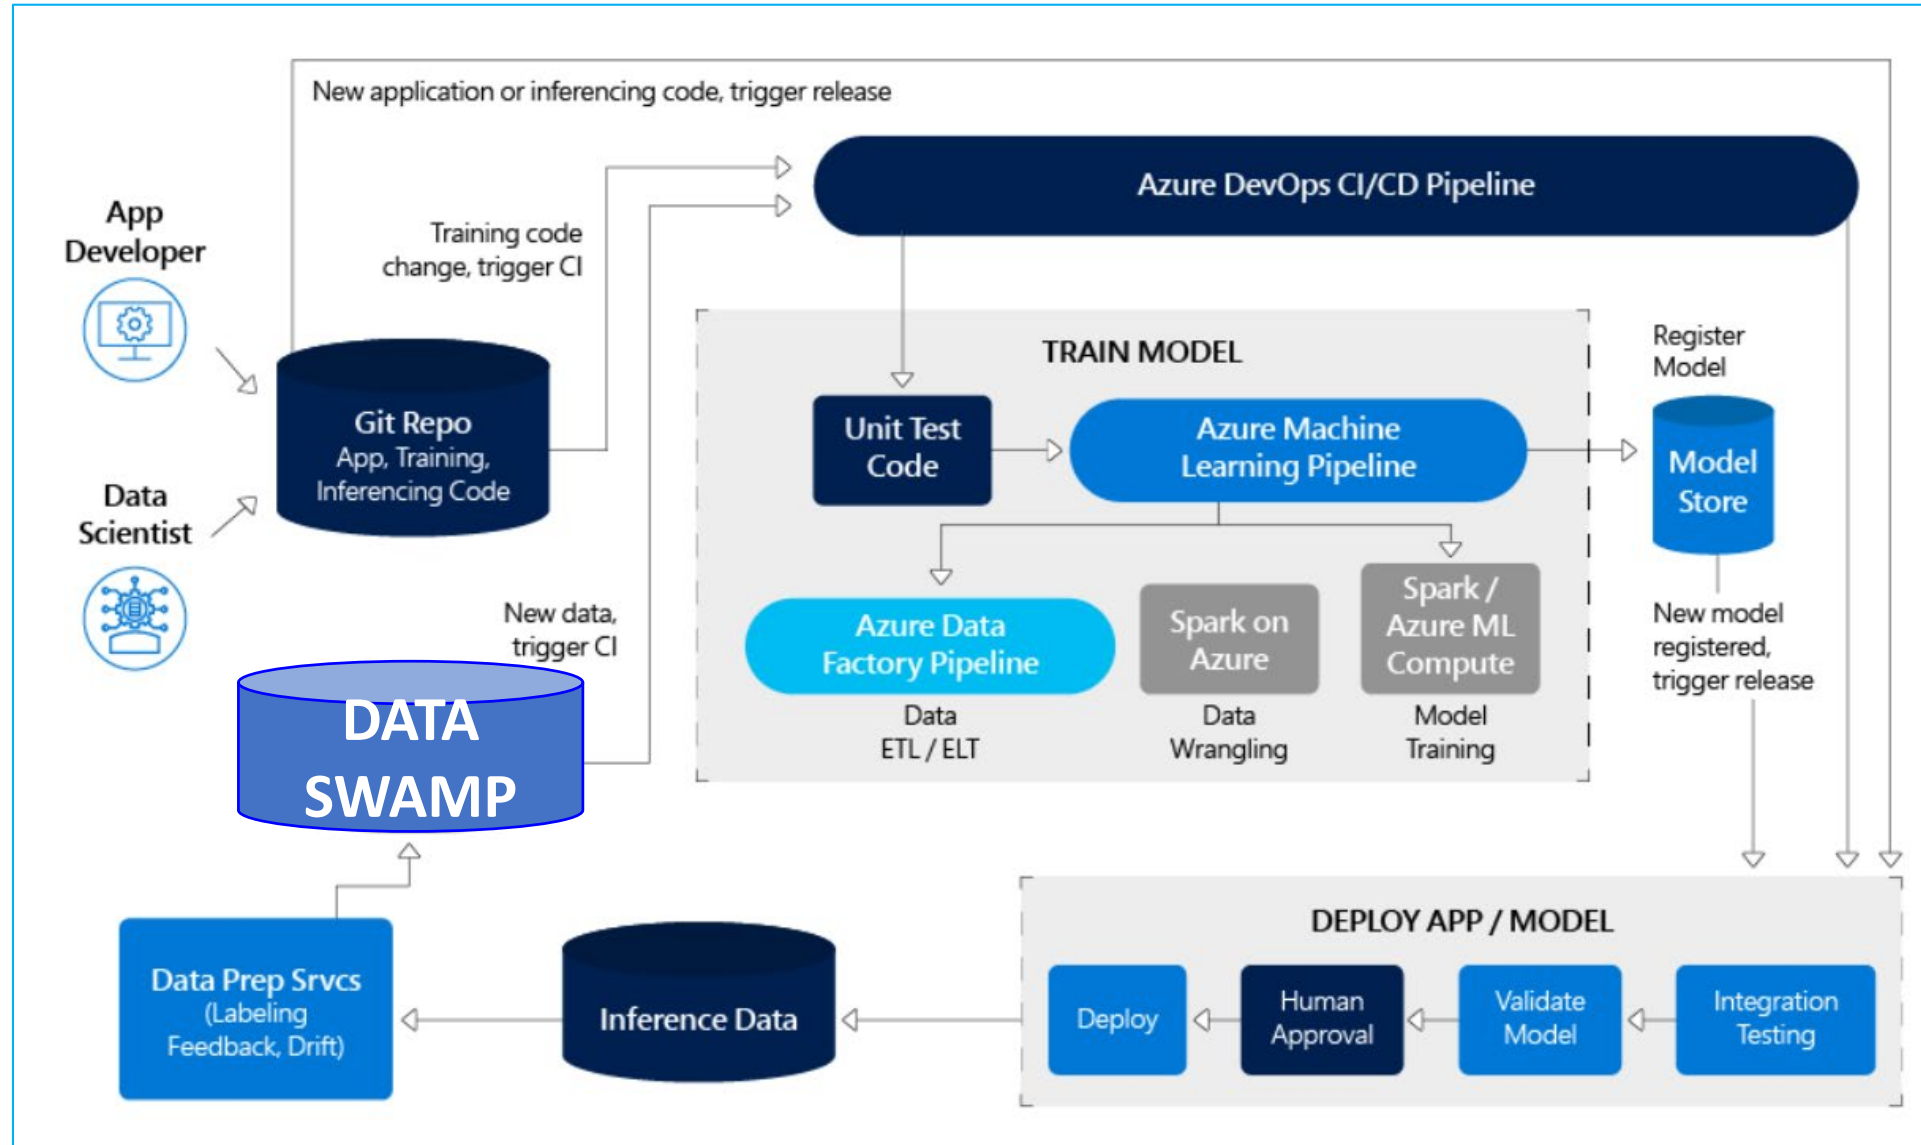 New application or inferencing code, trigger release
Azure DevOps CI/CD Pipeline
App
Developer
Training code
change, trigger CI
TRAIN MODEL
Register
Model
Git Repo
App, Training,
Inferencing Code
Unit Test
Code
Azure Machine
Learning Pipeline
Model
Store
Data
Scientist
New data,
trigger CI
Azure Data
Factory Pipeline
Spark on
Azure
Spark /
Azure ML
Compute
New model
registered,
trigger release
Data
ETL / ELT
Data
Wrangling
Model
Training
DATA
SWAMP
DEPLOY APP / MODEL
Data Prep Srvcs
(Labeling
Feedback, Drift)
Inference Data
Deploy
Human
Approval
Validate
Model
Integration
Testing